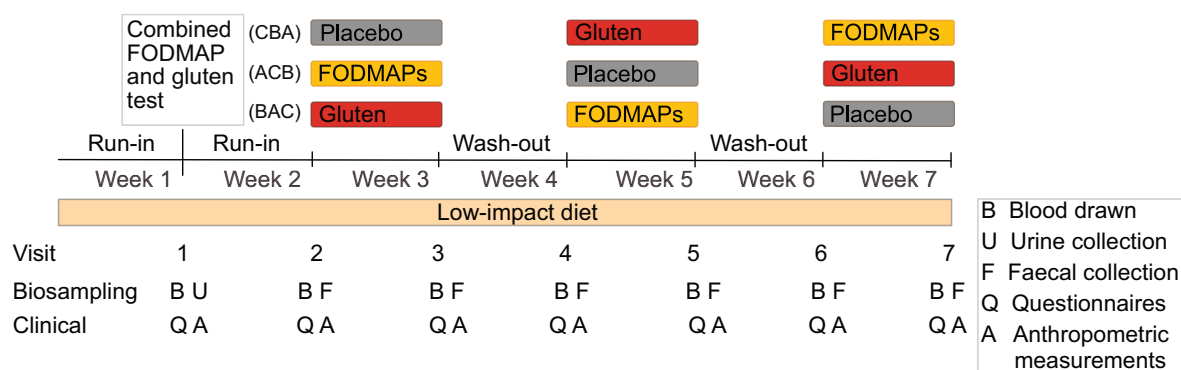 Combined
FODMAP
and gluten
test
(CBA) Placebo Gluten FODMAPs
(ACB) FODMAPs Placebo Gluten
(BAC) Gluten FODMAPs Placebo
Run-in Run-in Wash-out Wash-out
Week 1 Week 2 Week 3 Week 4 Week 5 Week 6 Week 7
Low-impact diet
Visit 1 2 3 4 5 6 7
Biosampling B U B F B F B F B F B F B F
Clinical Q A Q A Q A Q A Q A Q A Q A
B Blood drawn
U Urine collection
F Faecal collection
Q Questionnaires
A Anthropometric
measurements